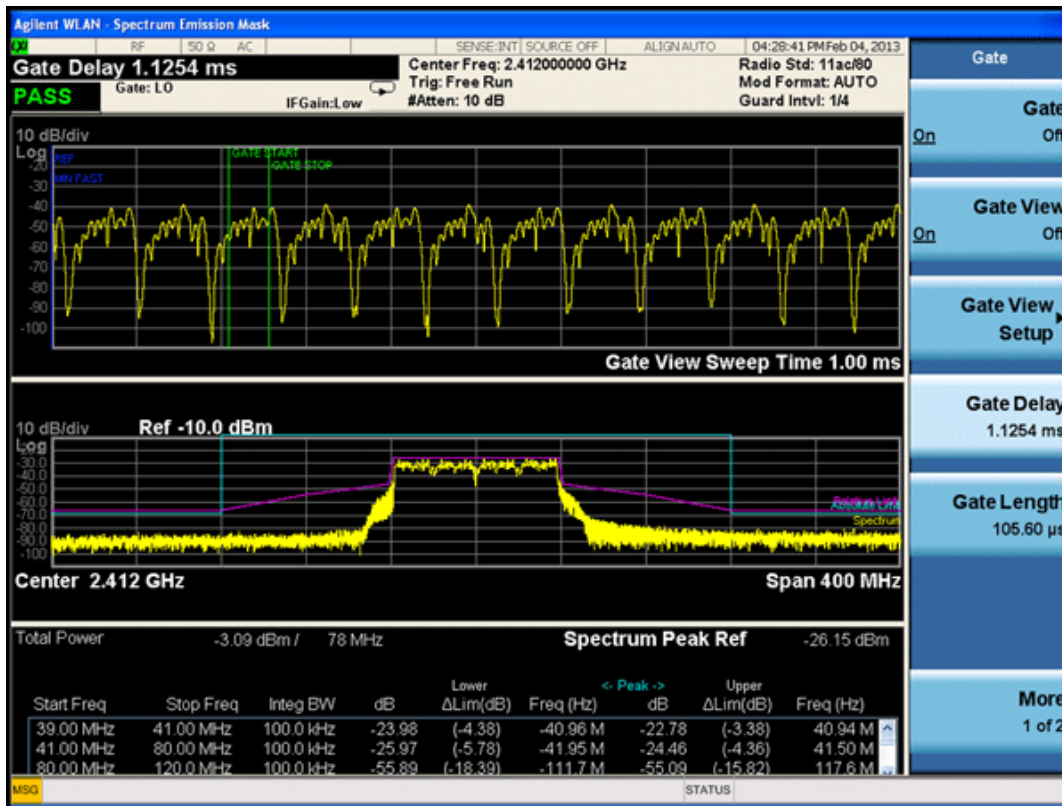 Agilent WLAN - Spectrum Emission Mask
RF 50 Ω AC SENSE:INT SOURCE OFF ALIGN AUTO 04:28:41 PM Feb 04, 2013
Gate Delay 1.1254 ms
Center Freq: 2.412000000 GHz
Radio Std: 11ac/80
Gate: LO
Trig: Free Run
Mod Format: AUTO
PASS
IFGain:Low
#Atten: 10 dB
Guard Intvl: 1/4
10 dB/div
Log
REF
MIN FAST
GATE START
GATE STOP
-20
-30
-40
-50
-60
-70
-80
-90
-100
Gate View Sweep Time 1.00 ms
10 dB/div
Ref -10.0 dBm
Log
-30.0
-40.0
-50.0
-60.0
-70.0
-80.0
-90.0
-100
Relative Limit
Absolute Limit
Spectrum
Center 2.412 GHz
Span 400 MHz
Total Power -3.09 dBm / 78 MHz
Spectrum Peak Ref -26.15 dBm
Lower <- Peak -> Upper
Start Freq Stop Freq Integ BW dB ΔLim(dB) Freq (Hz) dB ΔLim(dB) Freq (Hz)
39.00 MHz 41.00 MHz 100.0 kHz -23.98 (-4.38) -40.96 M -22.78 (-3.38) 40.94 M
41.00 MHz 80.00 MHz 100.0 kHz -25.97 (-5.78) -41.95 M -24.46 (-4.36) 41.50 M
80.00 MHz 120.0 MHz 100.0 kHz -55.89 (-18.39) -111.7 M -55.09 (-15.82) 117.6 M
MSG
STATUS
Gate
Gate
On Off
Gate View
On Off
Gate View
Setup
Gate Delay
1.1254 ms
Gate Length
105.60 µs
More
1 of 2